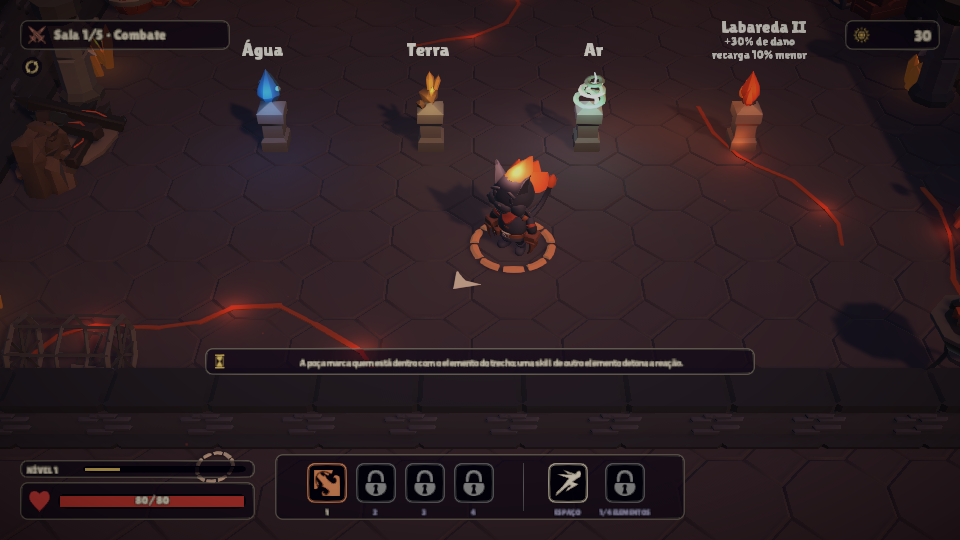 Sala 1/5 · Combate
Água
Terra
Ar
Labareda II
+30% de dano
recarga 10% menor
30
A poça marca quem está dentro com o elemento do trecho; uma skill de outro elemento detona a reação.
NÍVEL 1
80/80
1
2
3
4
ESPAÇO
1/4 ELEMENTOS